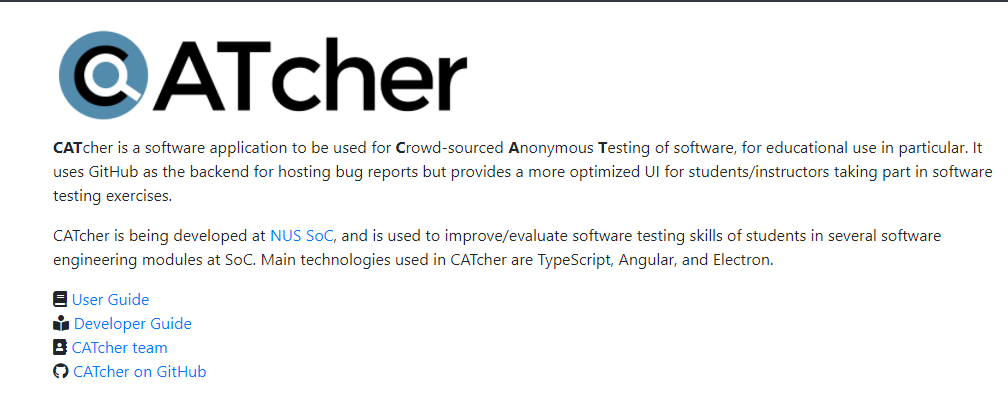 CATcher
CATcher is a software application to be used for Crowd-sourced Anonymous Testing of software, for educational use in particular. It
uses GitHub as the backend for hosting bug reports but provides a more optimized UI for students/instructors taking part in software
testing exercises.
CATcher is being developed at NUS SoC, and is used to improve/evaluate software testing skills of students in several software
engineering modules at SoC. Main technologies used in CATcher are TypeScript, Angular, and Electron.
User Guide
Developer Guide
CATcher team
CATcher on GitHub